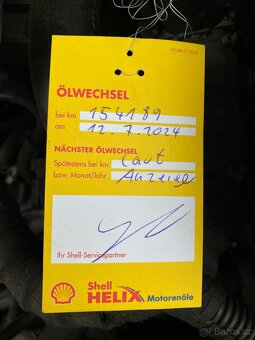 ÖLWECHSEL
bei km 154189
am 12.7.2024
NÄCHSTER ÖLWECHSEL
Spätestens bei km Laut
bzw. Monat/Jahr Anzeige
Ihr Shell-Servicepartner
Shell
HELIX Motorenöle
Bazos.cz